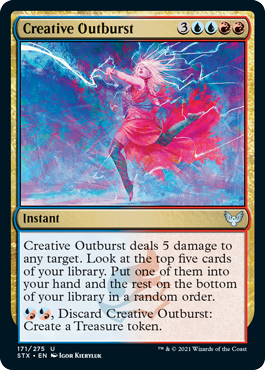 Creative Outburst 3
Instant
Creative Outburst deals 5 damage to
any target. Look at the top five cards
of your library. Put one of them into
your hand and the rest on the bottom
of your library in a random order.
, Discard Creative Outburst:
Create a Treasure token.
171/275 U
STX • EN Igor Kieryluk ™ & © 2021 Wizards of the Coast